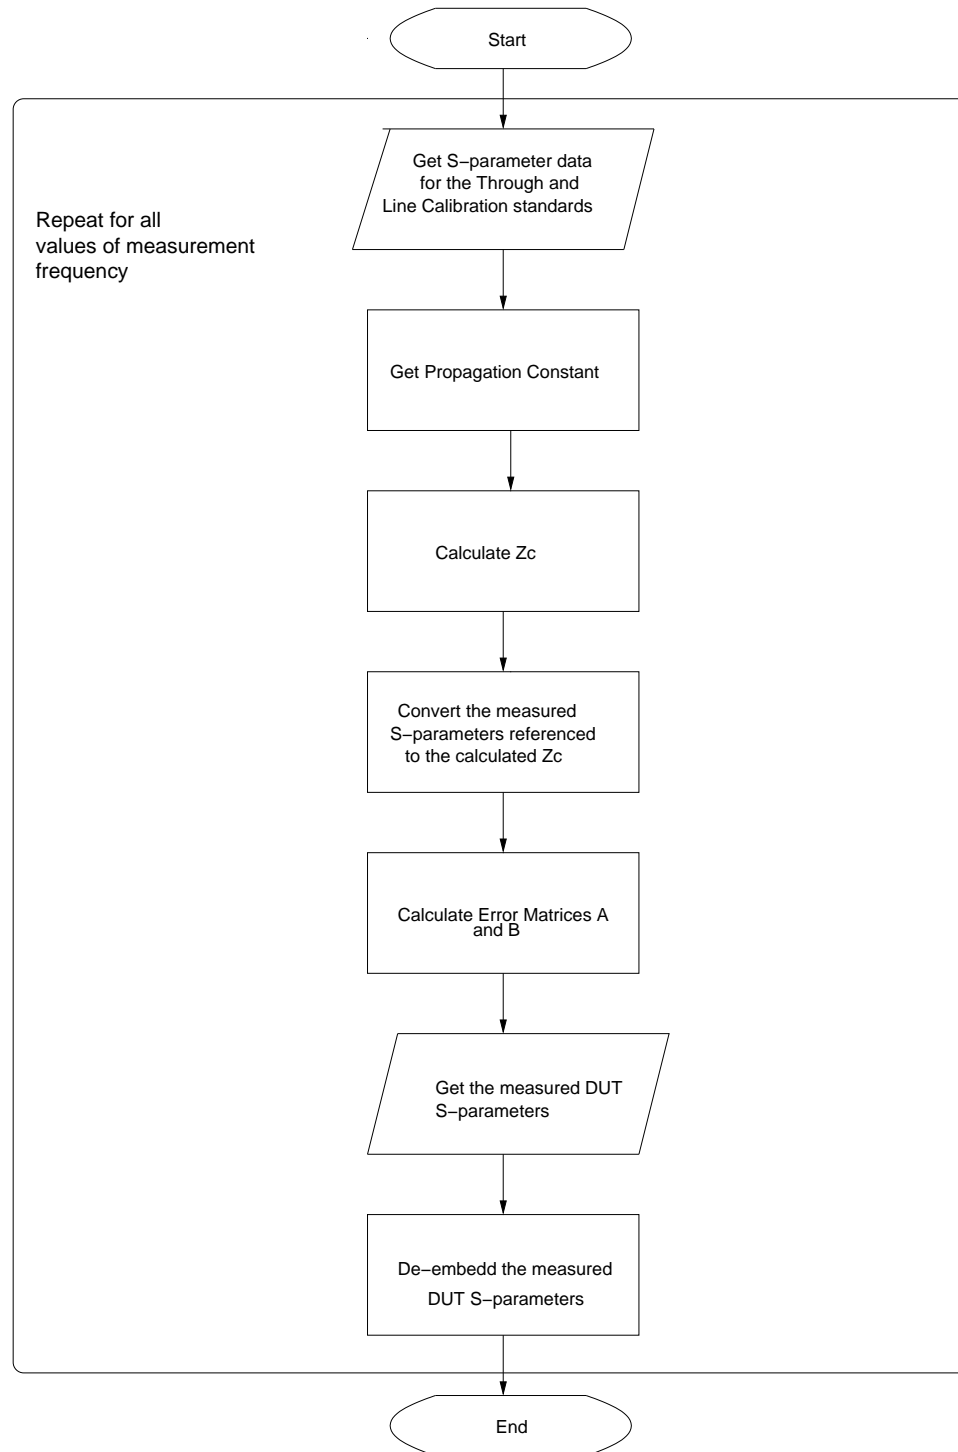 Start
Get S−parameter data
for the Through and
Line Calibration standards
Repeat for all
values of measurement
frequency
Get Propagation Constant
Calculate Zc
Convert the measured
S−parameters referenced
to the calculated Zc
Calculate Error Matrices A
and B
Get the measured DUT
S−parameters
De−embedd the measured
DUT S−parameters
End